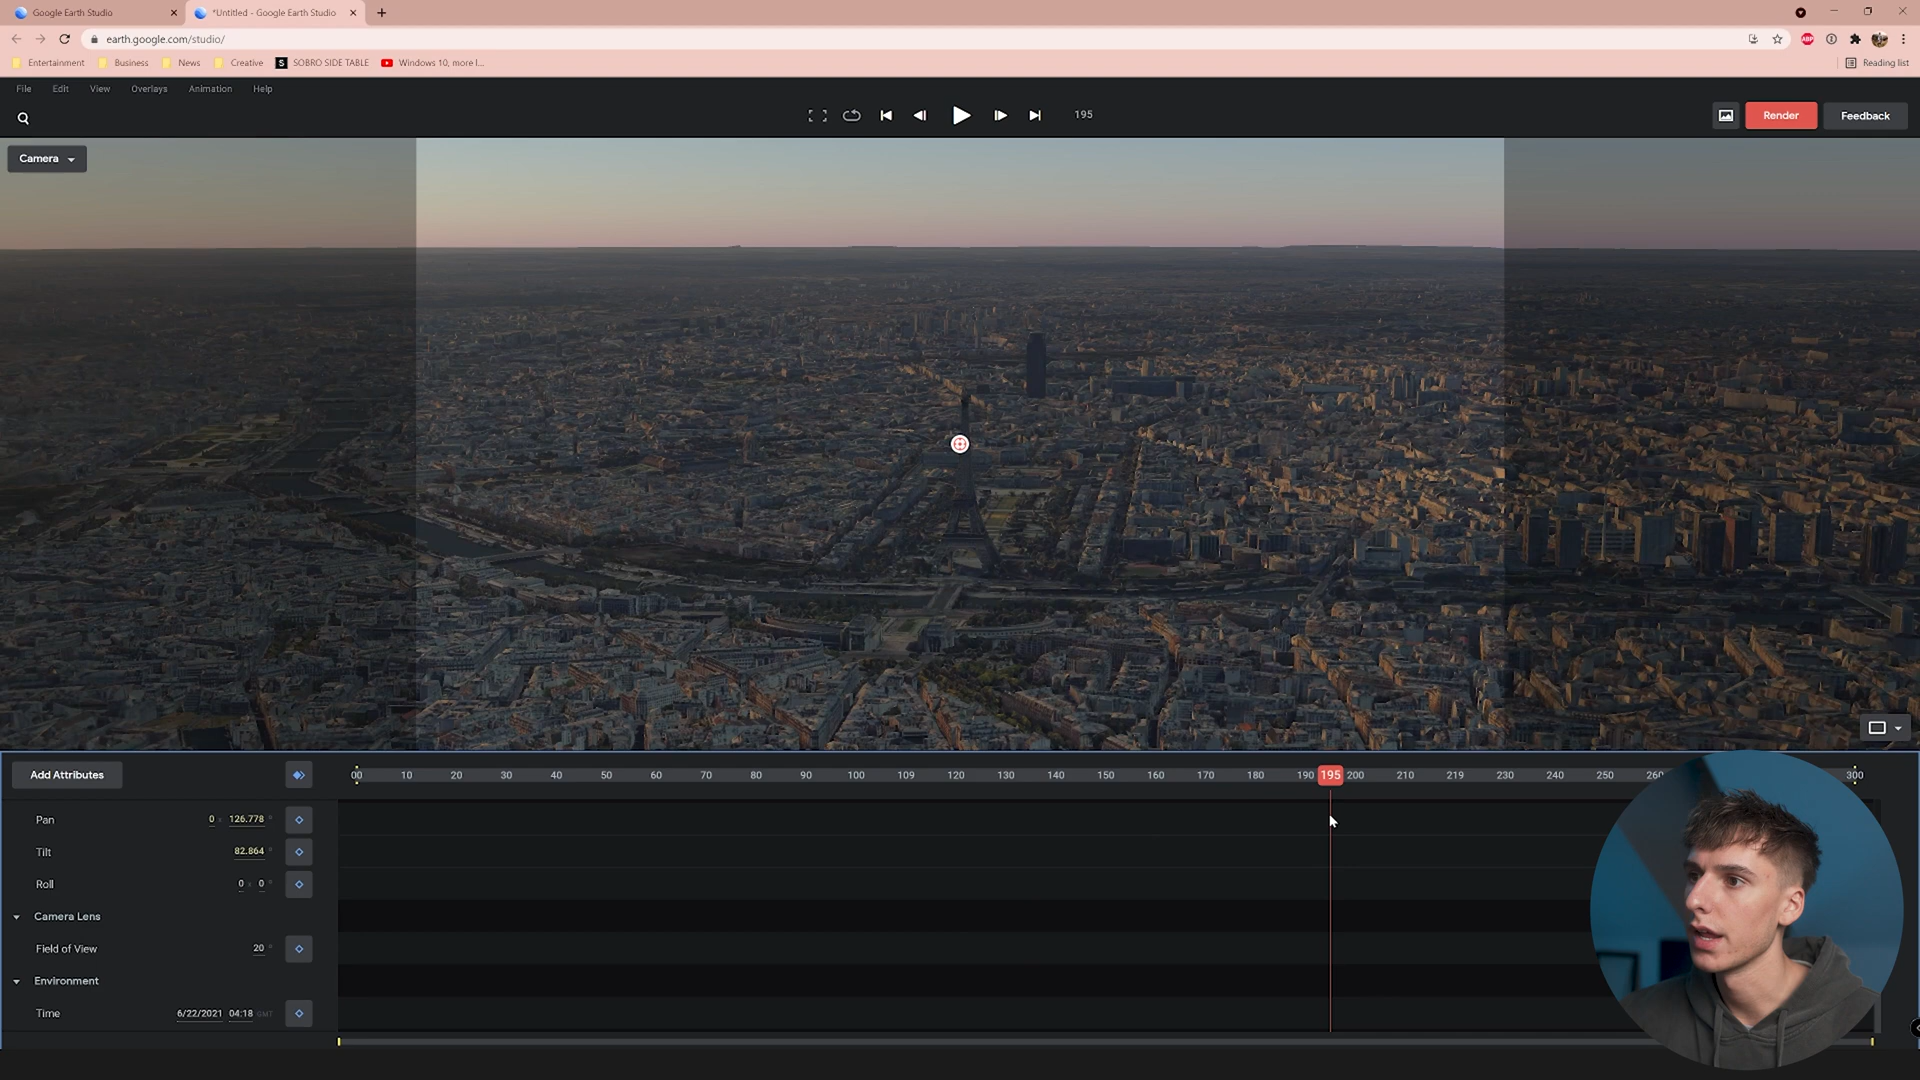 Google Earth Studio
*Untitled - Google Earth Studio
earth.google.com/studio/
ABP
Entertainment
Business
News
Creative
S SOBRO SIDE TABLE
Windows 10, more l...
Reading list
File Edit View Overlays Animation Help
195
Render
Feedback
Camera
Add Attributes
00 10 20 30 40 50 60 70 80 90 100 109 120 130 140 150 160 170 180 190 195 200 210 219 230 240 250 260 300
Pan 0 x 126.778 °
Tilt 82.864 °
Roll 0 x 0 °
Camera Lens
Field of View 20 °
Environment
Time 6/22/2021 04:18 GMT